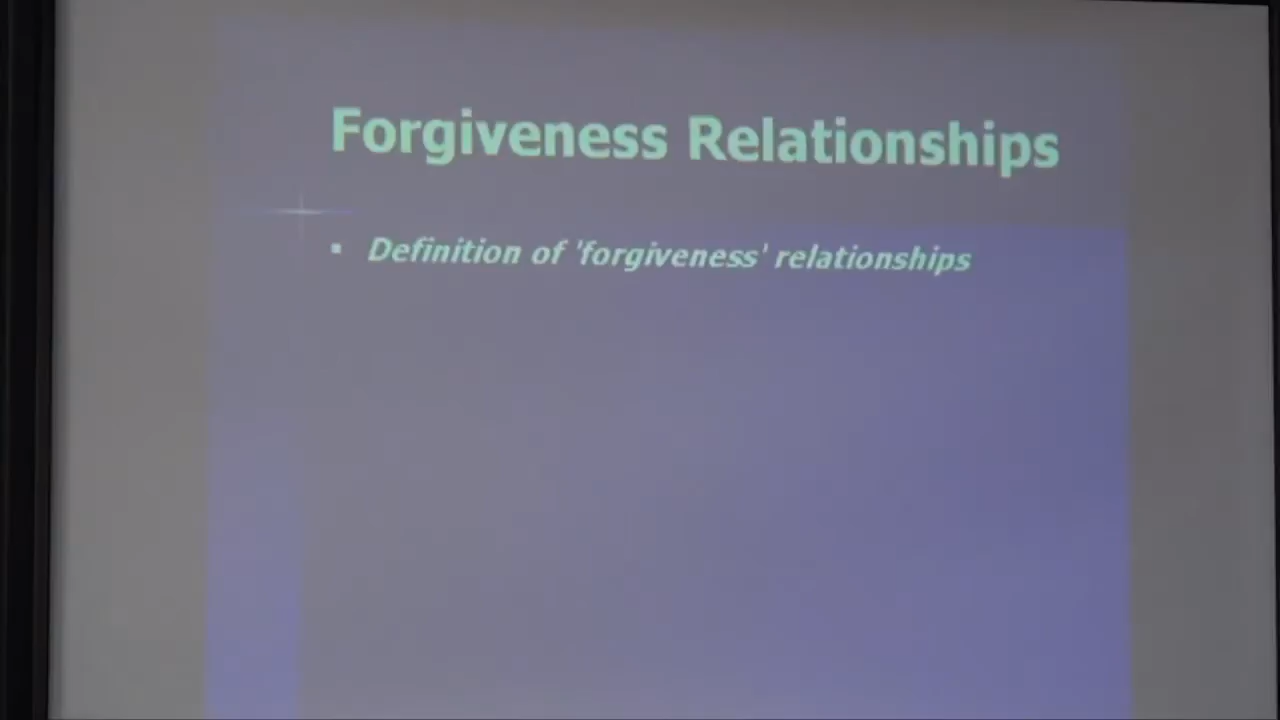 Forgiveness Relationships
▪ Definition of 'forgiveness' relationships